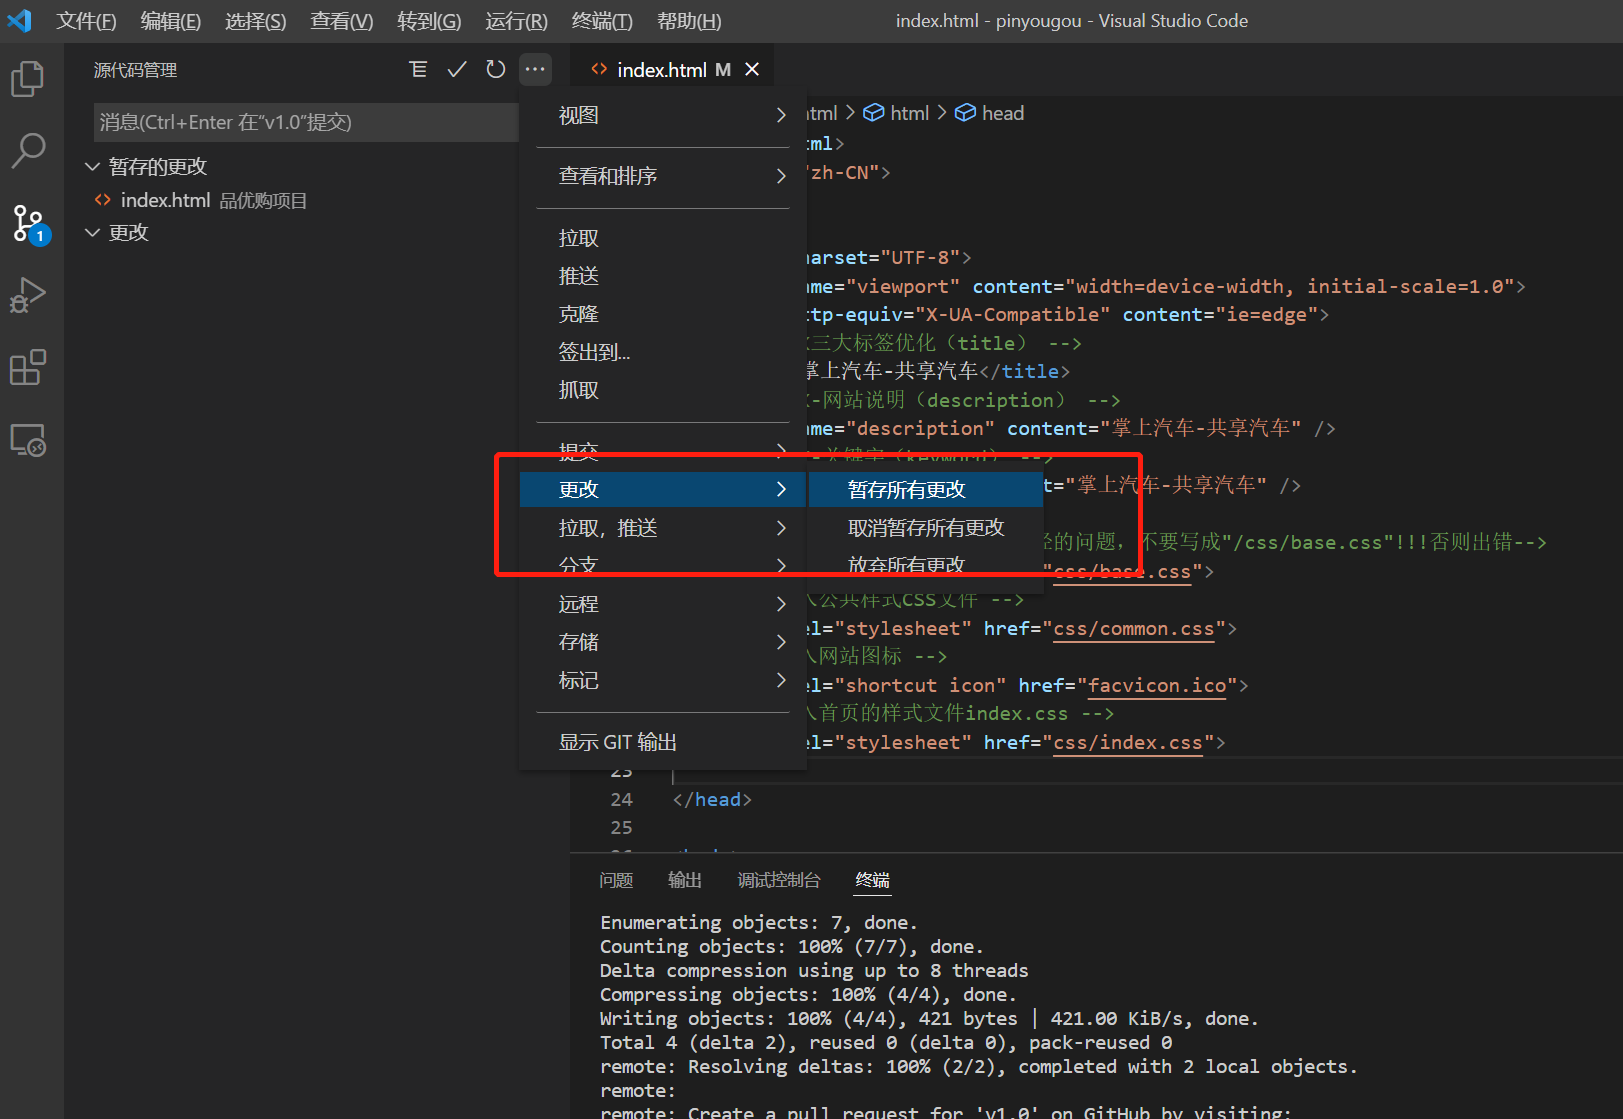 文件(F) 编辑(E) 选择(S) 查看(V) 转到(G) 运行(R) 终端(T) 帮助(H) index.html - pinyougou - Visual Studio Code
源代码管理
index.html M
消息(Ctrl+Enter 在“v1.0”提交)
暂存的更改
index.html 品优购项目
更改
1
视图
查看和排序
拉取
推送
克隆
签出到...
抓取
提交
更改
拉取，推送
分支
远程
存储
标记
显示 GIT 输出
暂存所有更改
取消暂存所有更改
放弃所有更改
tml > html > head
ml>
"zh-CN">
arset="UTF-8">
me="viewport" content="width=device-width, initial-scale=1.0">
tp-equiv="X-UA-Compatible" content="ie=edge">
三大标签优化（title） -->
掌上汽车-共享汽车</title>
-网站说明（description） -->
me="description" content="掌上汽车-共享汽车" />
关键字（keyword） -->
t="掌上汽车-共享汽车" />
的问题，不要写成"/css/base.css"!!!否则出错-->
"css/base.css">
公共样式CSS文件 -->
el="stylesheet" href="css/common.css">
网站图标 -->
el="shortcut icon" href="facvicon.ico">
首页的样式文件index.css -->
el="stylesheet" href="css/index.css">
23
24 </head>
25
问题 输出 调试控制台 终端
Enumerating objects: 7, done.
Counting objects: 100% (7/7), done.
Delta compression using up to 8 threads
Compressing objects: 100% (4/4), done.
Writing objects: 100% (4/4), 421 bytes | 421.00 KiB/s, done.
Total 4 (delta 2), reused 0 (delta 0), pack-reused 0
remote: Resolving deltas: 100% (2/2), completed with 2 local objects.
remote:
remote: Create a pull request for 'v1.0' on GitHub by visiting: